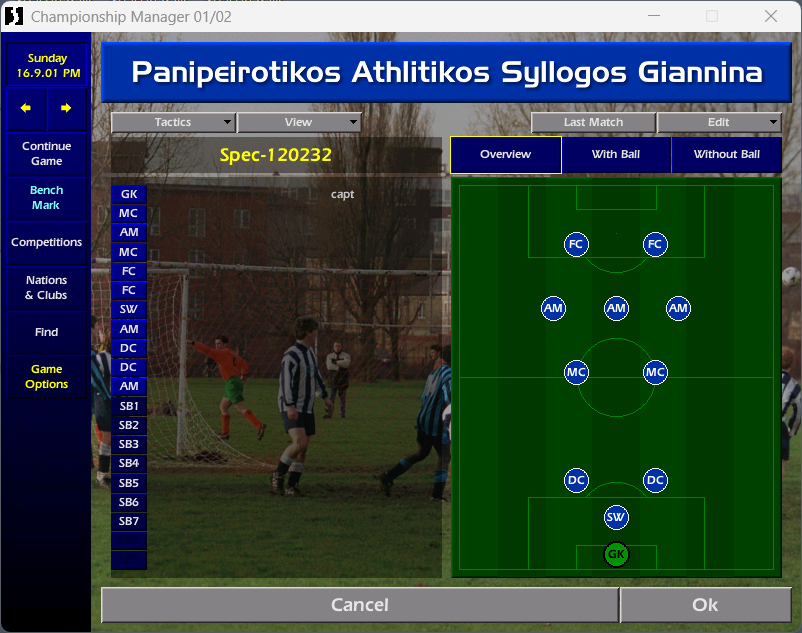 Championship Manager 01/02
Sunday
16.9.01 PM
Panipeirotikos Athlitikos Syllogos Giannina
Continue
Game
Bench
Mark
Competitions
Nations
& Clubs
Find
Game
Options
Tactics
View
Last Match
Edit
Spec-120232
Overview
With Ball
Without Ball
GK capt
MC
AM
MC
FC
FC
SW
AM
DC
DC
AM
SB1
SB2
SB3
SB4
SB5
SB6
SB7
FC FC
AM AM AM
MC MC
DC DC
SW
GK
Cancel
Ok